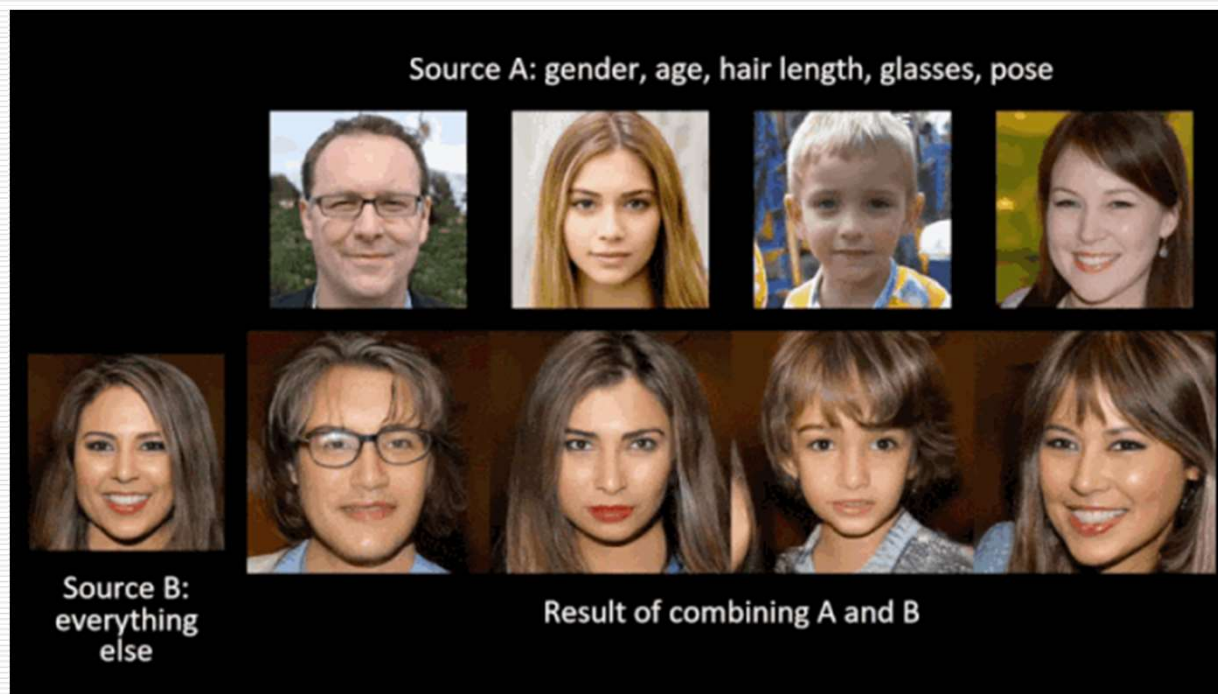 Source A: gender, age, hair length, glasses, pose
Source B:
everything
else
Result of combining A and B